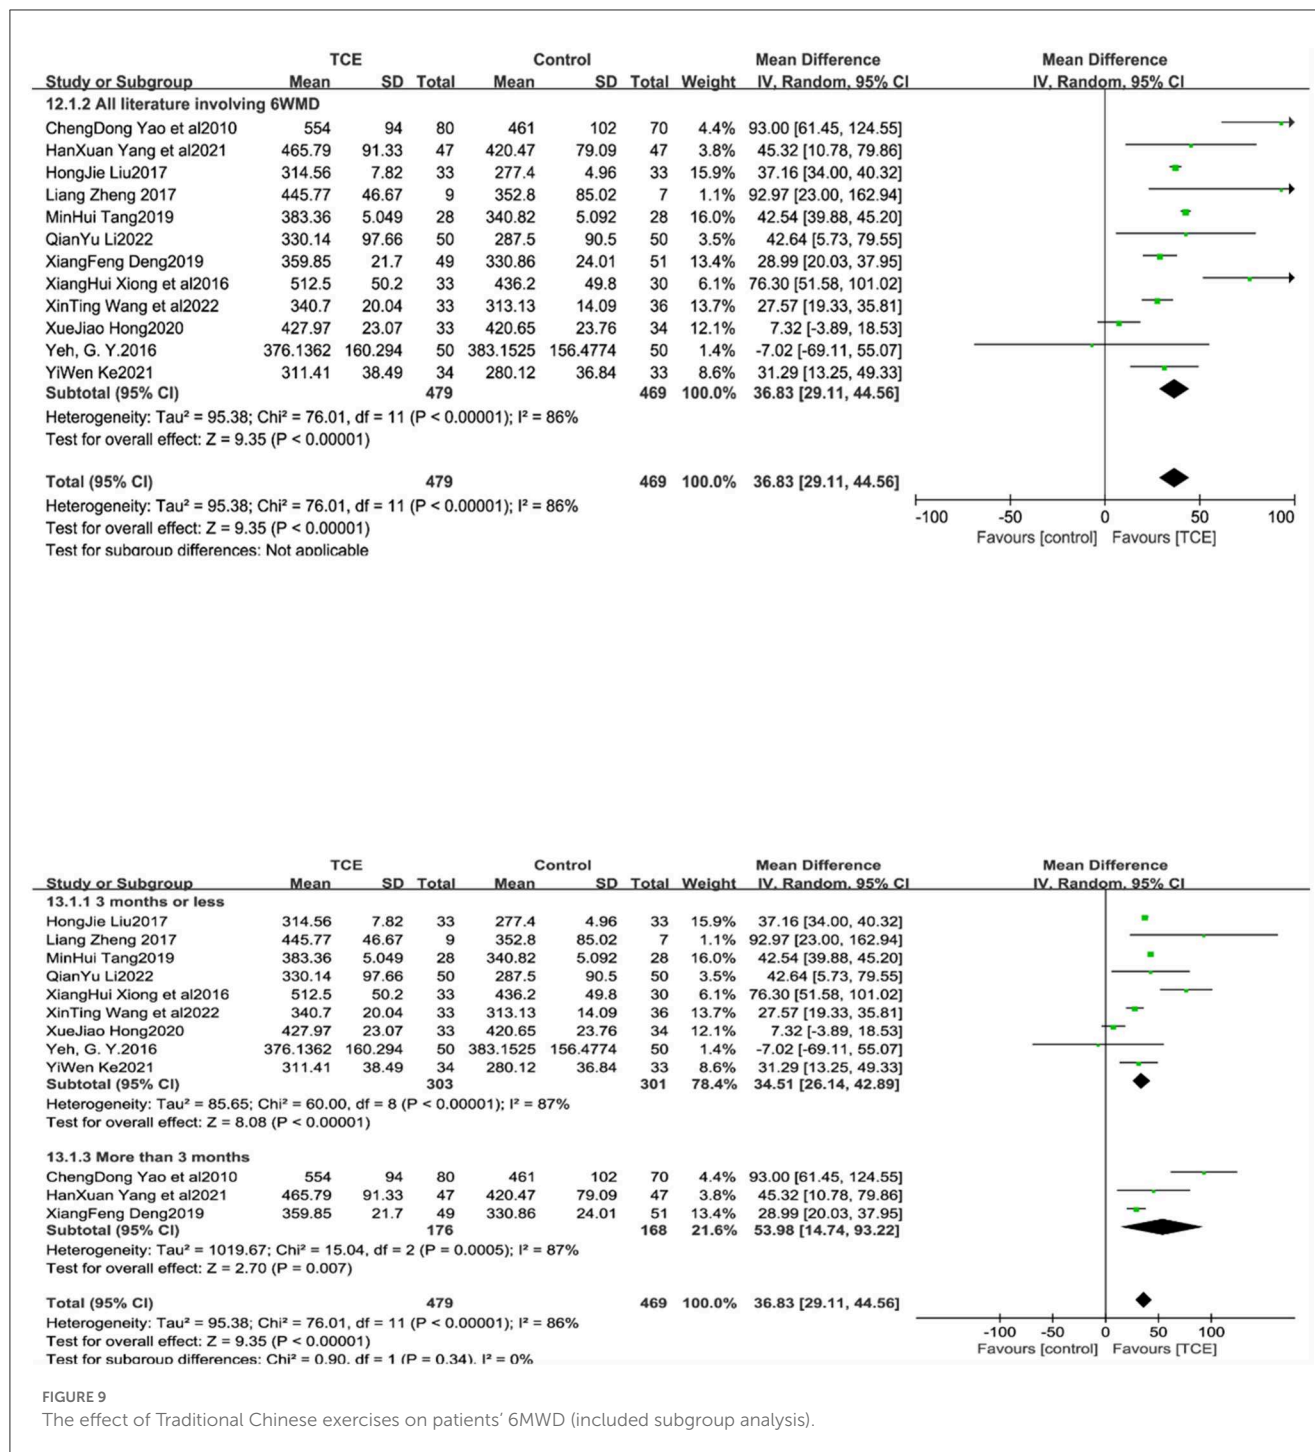 TCE Control Mean Difference Mean Difference
Study or Subgroup Mean SD Total Mean SD Total Weight IV, Random, 95% CI IV, Random, 95% CI
12.1.2 All literature involving 6WMD
ChengDong Yao et al2010 554 94 80 461 102 70 4.4% 93.00 [61.45, 124.55]
HanXuan Yang et al2021 465.79 91.33 47 420.47 79.09 47 3.8% 45.32 [10.78, 79.86]
HongJie Liu2017 314.56 7.82 33 277.4 4.96 33 15.9% 37.16 [34.00, 40.32]
Liang Zheng 2017 445.77 46.67 9 352.8 85.02 7 1.1% 92.97 [23.00, 162.94]
MinHui Tang2019 383.36 5.049 28 340.82 5.092 28 16.0% 42.54 [39.88, 45.20]
QianYu Li2022 330.14 97.66 50 287.5 90.5 50 3.5% 42.64 [5.73, 79.55]
XiangFeng Deng2019 359.85 21.7 49 330.86 24.01 51 13.4% 28.99 [20.03, 37.95]
XiangHui Xiong et al2016 512.5 50.2 33 436.2 49.8 30 6.1% 76.30 [51.58, 101.02]
XinTing Wang et al2022 340.7 20.04 33 313.13 14.09 36 13.7% 27.57 [19.33, 35.81]
XueJiao Hong2020 427.97 23.07 33 420.65 23.76 34 12.1% 7.32 [-3.89, 18.53]
Yeh, G. Y.2016 376.1362 160.294 50 383.1525 156.4774 50 1.4% -7.02 [-69.11, 55.07]
YiWen Ke2021 311.41 38.49 34 280.12 36.84 33 8.6% 31.29 [13.25, 49.33]
Subtotal (95% CI) 479 469 100.0% 36.83 [29.11, 44.56]
Heterogeneity: Tau² = 95.38; Chi² = 76.01, df = 11 (P < 0.00001); I² = 86%
Test for overall effect: Z = 9.35 (P < 0.00001)
Total (95% CI) 479 469 100.0% 36.83 [29.11, 44.56]
Heterogeneity: Tau² = 95.38; Chi² = 76.01, df = 11 (P < 0.00001); I² = 86%
Test for overall effect: Z = 9.35 (P < 0.00001)
Test for subgroup differences: Not applicable
-100 -50 0 50 100
Favours [control] Favours [TCE]
TCE Control Mean Difference Mean Difference
Study or Subgroup Mean SD Total Mean SD Total Weight IV, Random, 95% CI IV, Random, 95% CI
13.1.1 3 months or less
HongJie Liu2017 314.56 7.82 33 277.4 4.96 33 15.9% 37.16 [34.00, 40.32]
Liang Zheng 2017 445.77 46.67 9 352.8 85.02 7 1.1% 92.97 [23.00, 162.94]
MinHui Tang2019 383.36 5.049 28 340.82 5.092 28 16.0% 42.54 [39.88, 45.20]
QianYu Li2022 330.14 97.66 50 287.5 90.5 50 3.5% 42.64 [5.73, 79.55]
XiangHui Xiong et al2016 512.5 50.2 33 436.2 49.8 30 6.1% 76.30 [51.58, 101.02]
XinTing Wang et al2022 340.7 20.04 33 313.13 14.09 36 13.7% 27.57 [19.33, 35.81]
XueJiao Hong2020 427.97 23.07 33 420.65 23.76 34 12.1% 7.32 [-3.89, 18.53]
Yeh, G. Y.2016 376.1362 160.294 50 383.1525 156.4774 50 1.4% -7.02 [-69.11, 55.07]
YiWen Ke2021 311.41 38.49 34 280.12 36.84 33 8.6% 31.29 [13.25, 49.33]
Subtotal (95% CI) 303 301 78.4% 34.51 [26.14, 42.89]
Heterogeneity: Tau² = 85.65; Chi² = 60.00, df = 8 (P < 0.00001); I² = 87%
Test for overall effect: Z = 8.08 (P < 0.00001)
13.1.3 More than 3 months
ChengDong Yao et al2010 554 94 80 461 102 70 4.4% 93.00 [61.45, 124.55]
HanXuan Yang et al2021 465.79 91.33 47 420.47 79.09 47 3.8% 45.32 [10.78, 79.86]
XiangFeng Deng2019 359.85 21.7 49 330.86 24.01 51 13.4% 28.99 [20.03, 37.95]
Subtotal (95% CI) 176 168 21.6% 53.98 [14.74, 93.22]
Heterogeneity: Tau² = 1019.67; Chi² = 15.04, df = 2 (P = 0.0005); I² = 87%
Test for overall effect: Z = 2.70 (P = 0.007)
Total (95% CI) 479 469 100.0% 36.83 [29.11, 44.56]
Heterogeneity: Tau² = 95.38; Chi² = 76.01, df = 11 (P < 0.00001); I² = 86%
Test for overall effect: Z = 9.35 (P < 0.00001)
Test for subgroup differences: Chi² = 0.90, df = 1 (P = 0.34), I² = 0%
-100 -50 0 50 100
Favours [control] Favours [TCE]
FIGURE 9
The effect of Traditional Chinese exercises on patients' 6MWD (included subgroup analysis).